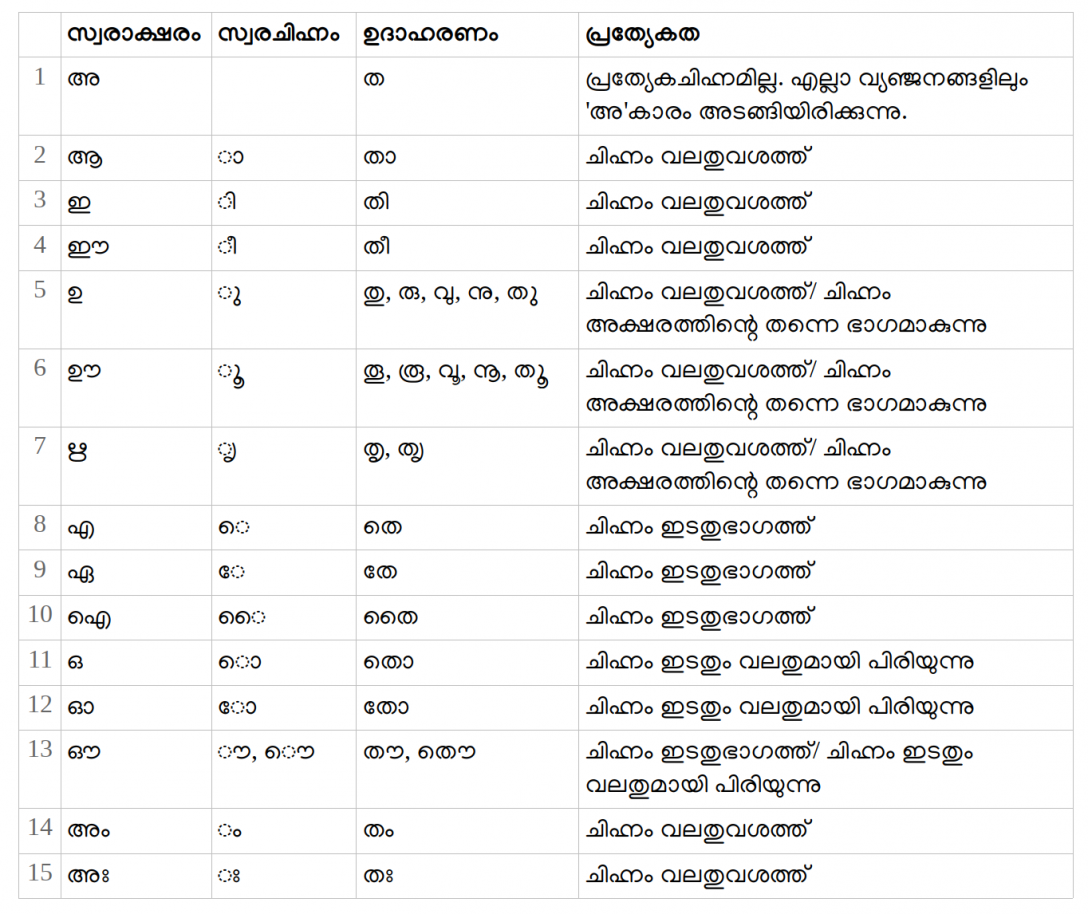 സ്വരാക്ഷരം സ്വരചിഹ്നം ഉദാഹരണം പ്രത്യേകത
1 അ ത പ്രത്യേകചിഹ്നമില്ല. എല്ലാ വ്യഞ്ജനങ്ങളിലും
'അ'കാരം അടങ്ങിയിരിക്കുന്നു.
2 ആ ാ താ ചിഹ്നം വലതുവശത്ത്
3 ഇ ി തി ചിഹ്നം വലതുവശത്ത്
4 ഈ ീ തീ ചിഹ്നം വലതുവശത്ത്
5 ഉ ു തു, രു, വു, നു, ത‌ു ചിഹ്നം വലതുവശത്ത്/ ചിഹ്നം
അക്ഷരത്തിന്റെ തന്നെ ഭാഗമാകുന്നു
6 ഊ ൂ തൂ, രൂ, വൂ, നൂ, ത‌ൂ ചിഹ്നം വലതുവശത്ത്/ ചിഹ്നം
അക്ഷരത്തിന്റെ തന്നെ ഭാഗമാകുന്നു
7 ഋ ൃ തൃ, ത‌ൃ ചിഹ്നം വലതുവശത്ത്/ ചിഹ്നം
അക്ഷരത്തിന്റെ തന്നെ ഭാഗമാകുന്നു
8 എ െ തെ ചിഹ്നം ഇടതുഭാഗത്ത്
9 ഏ േ തേ ചിഹ്നം ഇടതുഭാഗത്ത്
10 ഐ ൈ തൈ ചിഹ്നം ഇടതുഭാഗത്ത്
11 ഒ ൊ തൊ ചിഹ്നം ഇടതും വലതുമായി പിരിയുന്നു
12 ഓ ോ തോ ചിഹ്നം ഇടതും വലതുമായി പിരിയുന്നു
13 ഔ ൗ, ൌ തൗ, തൌ ചിഹ്നം ഇടതുഭാഗത്ത്/ ചിഹ്നം ഇടതും
വലതുമായി പിരിയുന്നു
14 അം ം തം ചിഹ്നം വലതുവശത്ത്
15 അഃ ഃ തഃ ചിഹ്നം വലതുവശത്ത്